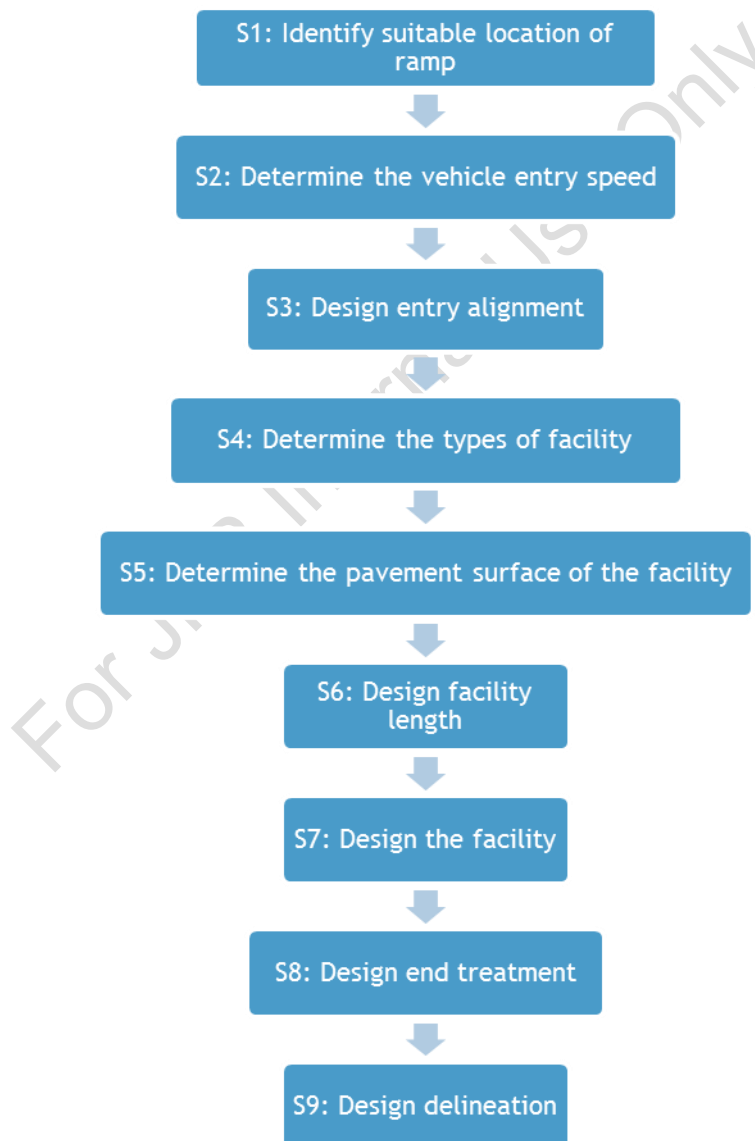 S1: Identify suitable location of
ramp
S2: Determine the vehicle entry speed
S3: Design entry alignment
S4: Determine the types of facility
S5: Determine the pavement surface of the facility
S6: Design facility
length
S7: Design the facility
S8: Design end treatment
S9: Design delineation
For Only